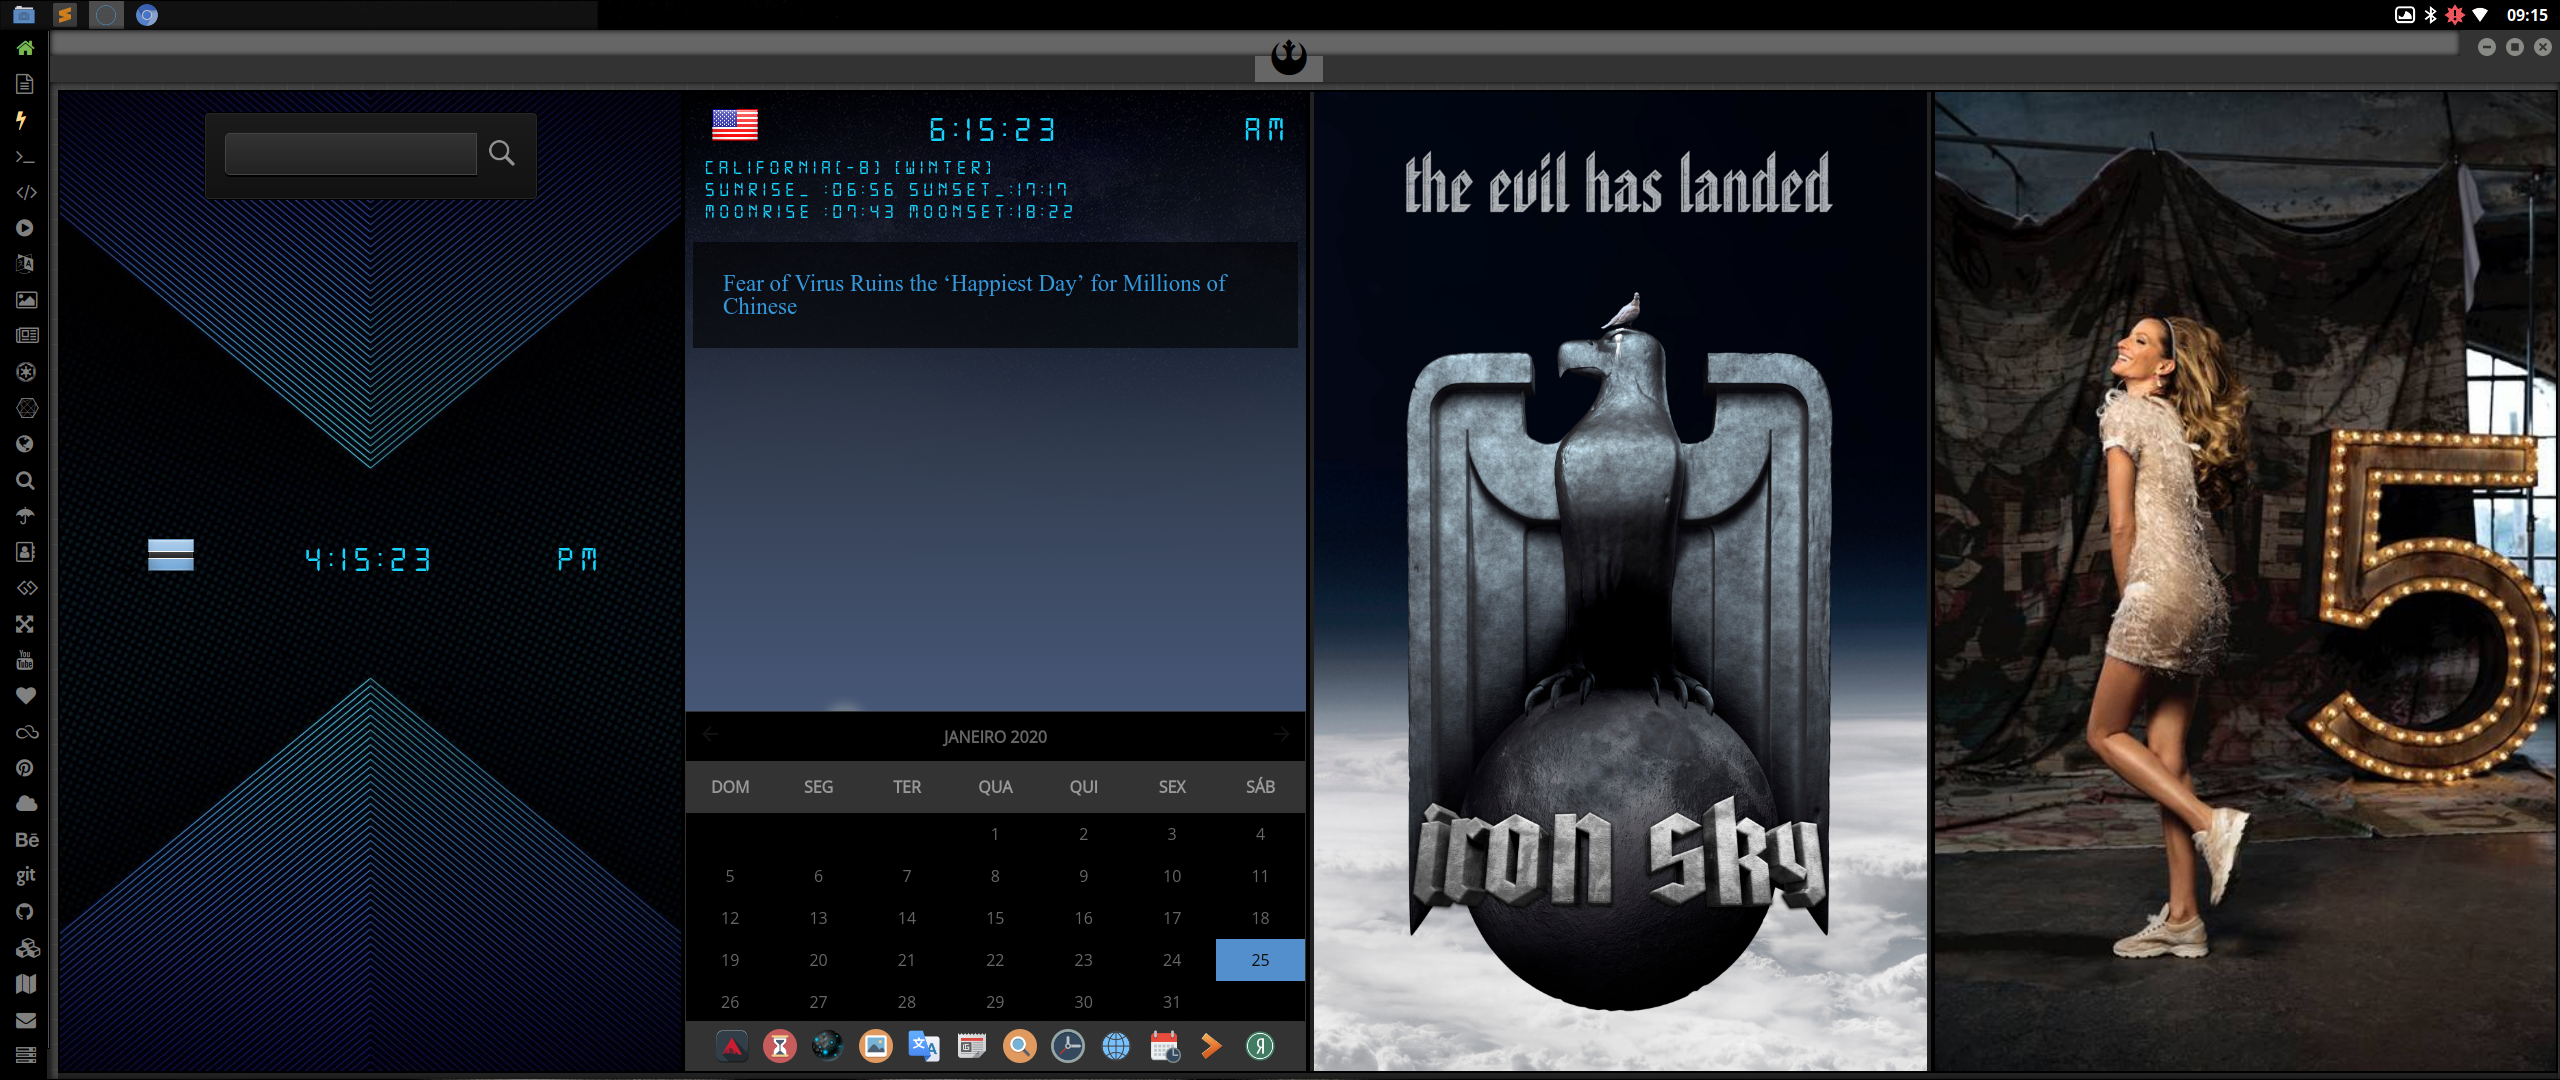 09:15
6:15:23 AM
CALIFORNIA[-8] [WINTER]
SUNRISE_ :06:56 SUNSET_:17:17
MOONRISE :07:43 MOONSET:18:22
Fear of Virus Ruins the ‘Happiest Day’ for Millions of
Chinese
4:15:23 PM
JANEIRO 2020
DOM SEG TER QUA QUI SEX SÁB
1 2 3 4
5 6 7 8 9 10 11
12 13 14 15 16 17 18
19 20 21 22 23 24 25
26 27 28 29 30 31
the evil has landed
iron sky
5
You
Tube
Bē
git